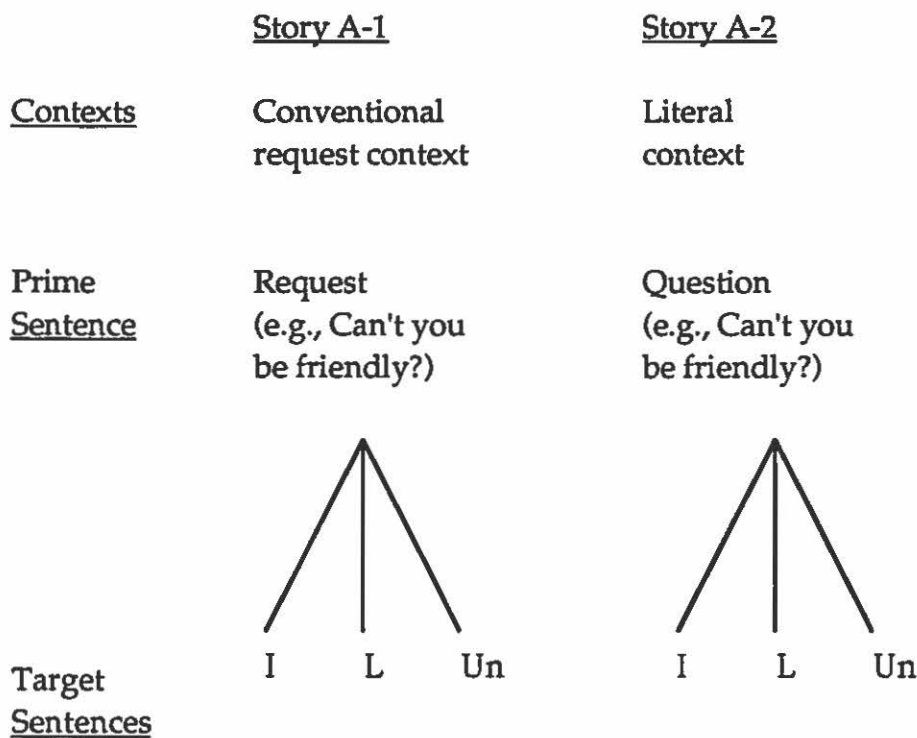 Story A-1 Story A-2
Contexts Conventional Literal
request context context
Prime Request Question
Sentence (e.g., Can't you (e.g., Can't you
be friendly?) be friendly?)
I L Un I L Un
Target
Sentences